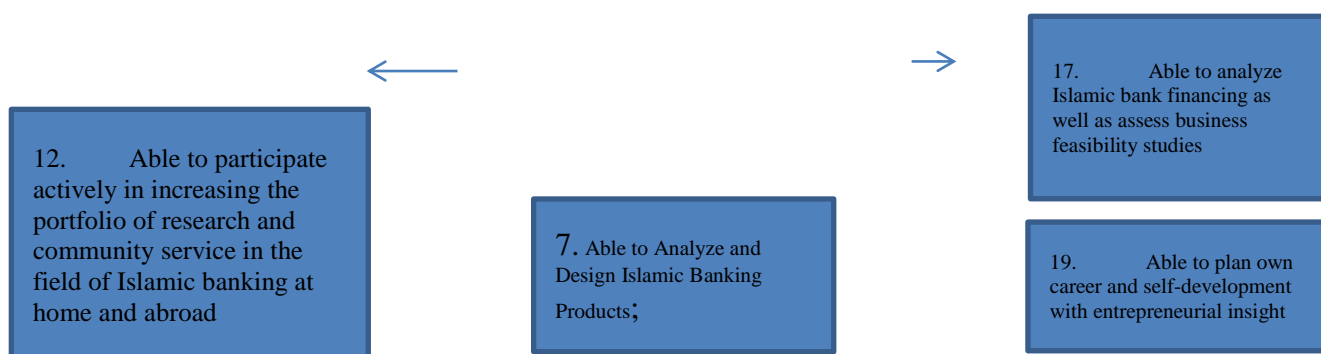 12. Able to participate
actively in increasing the
portfolio of research and
community service in the
field of Islamic banking at
home and abroad
7. Able to Analyze and
Design Islamic Banking
Products;
17. Able to analyze
Islamic bank financing as
well as assess business
feasibility studies
19. Able to plan own
career and self-development
with entrepreneurial insight